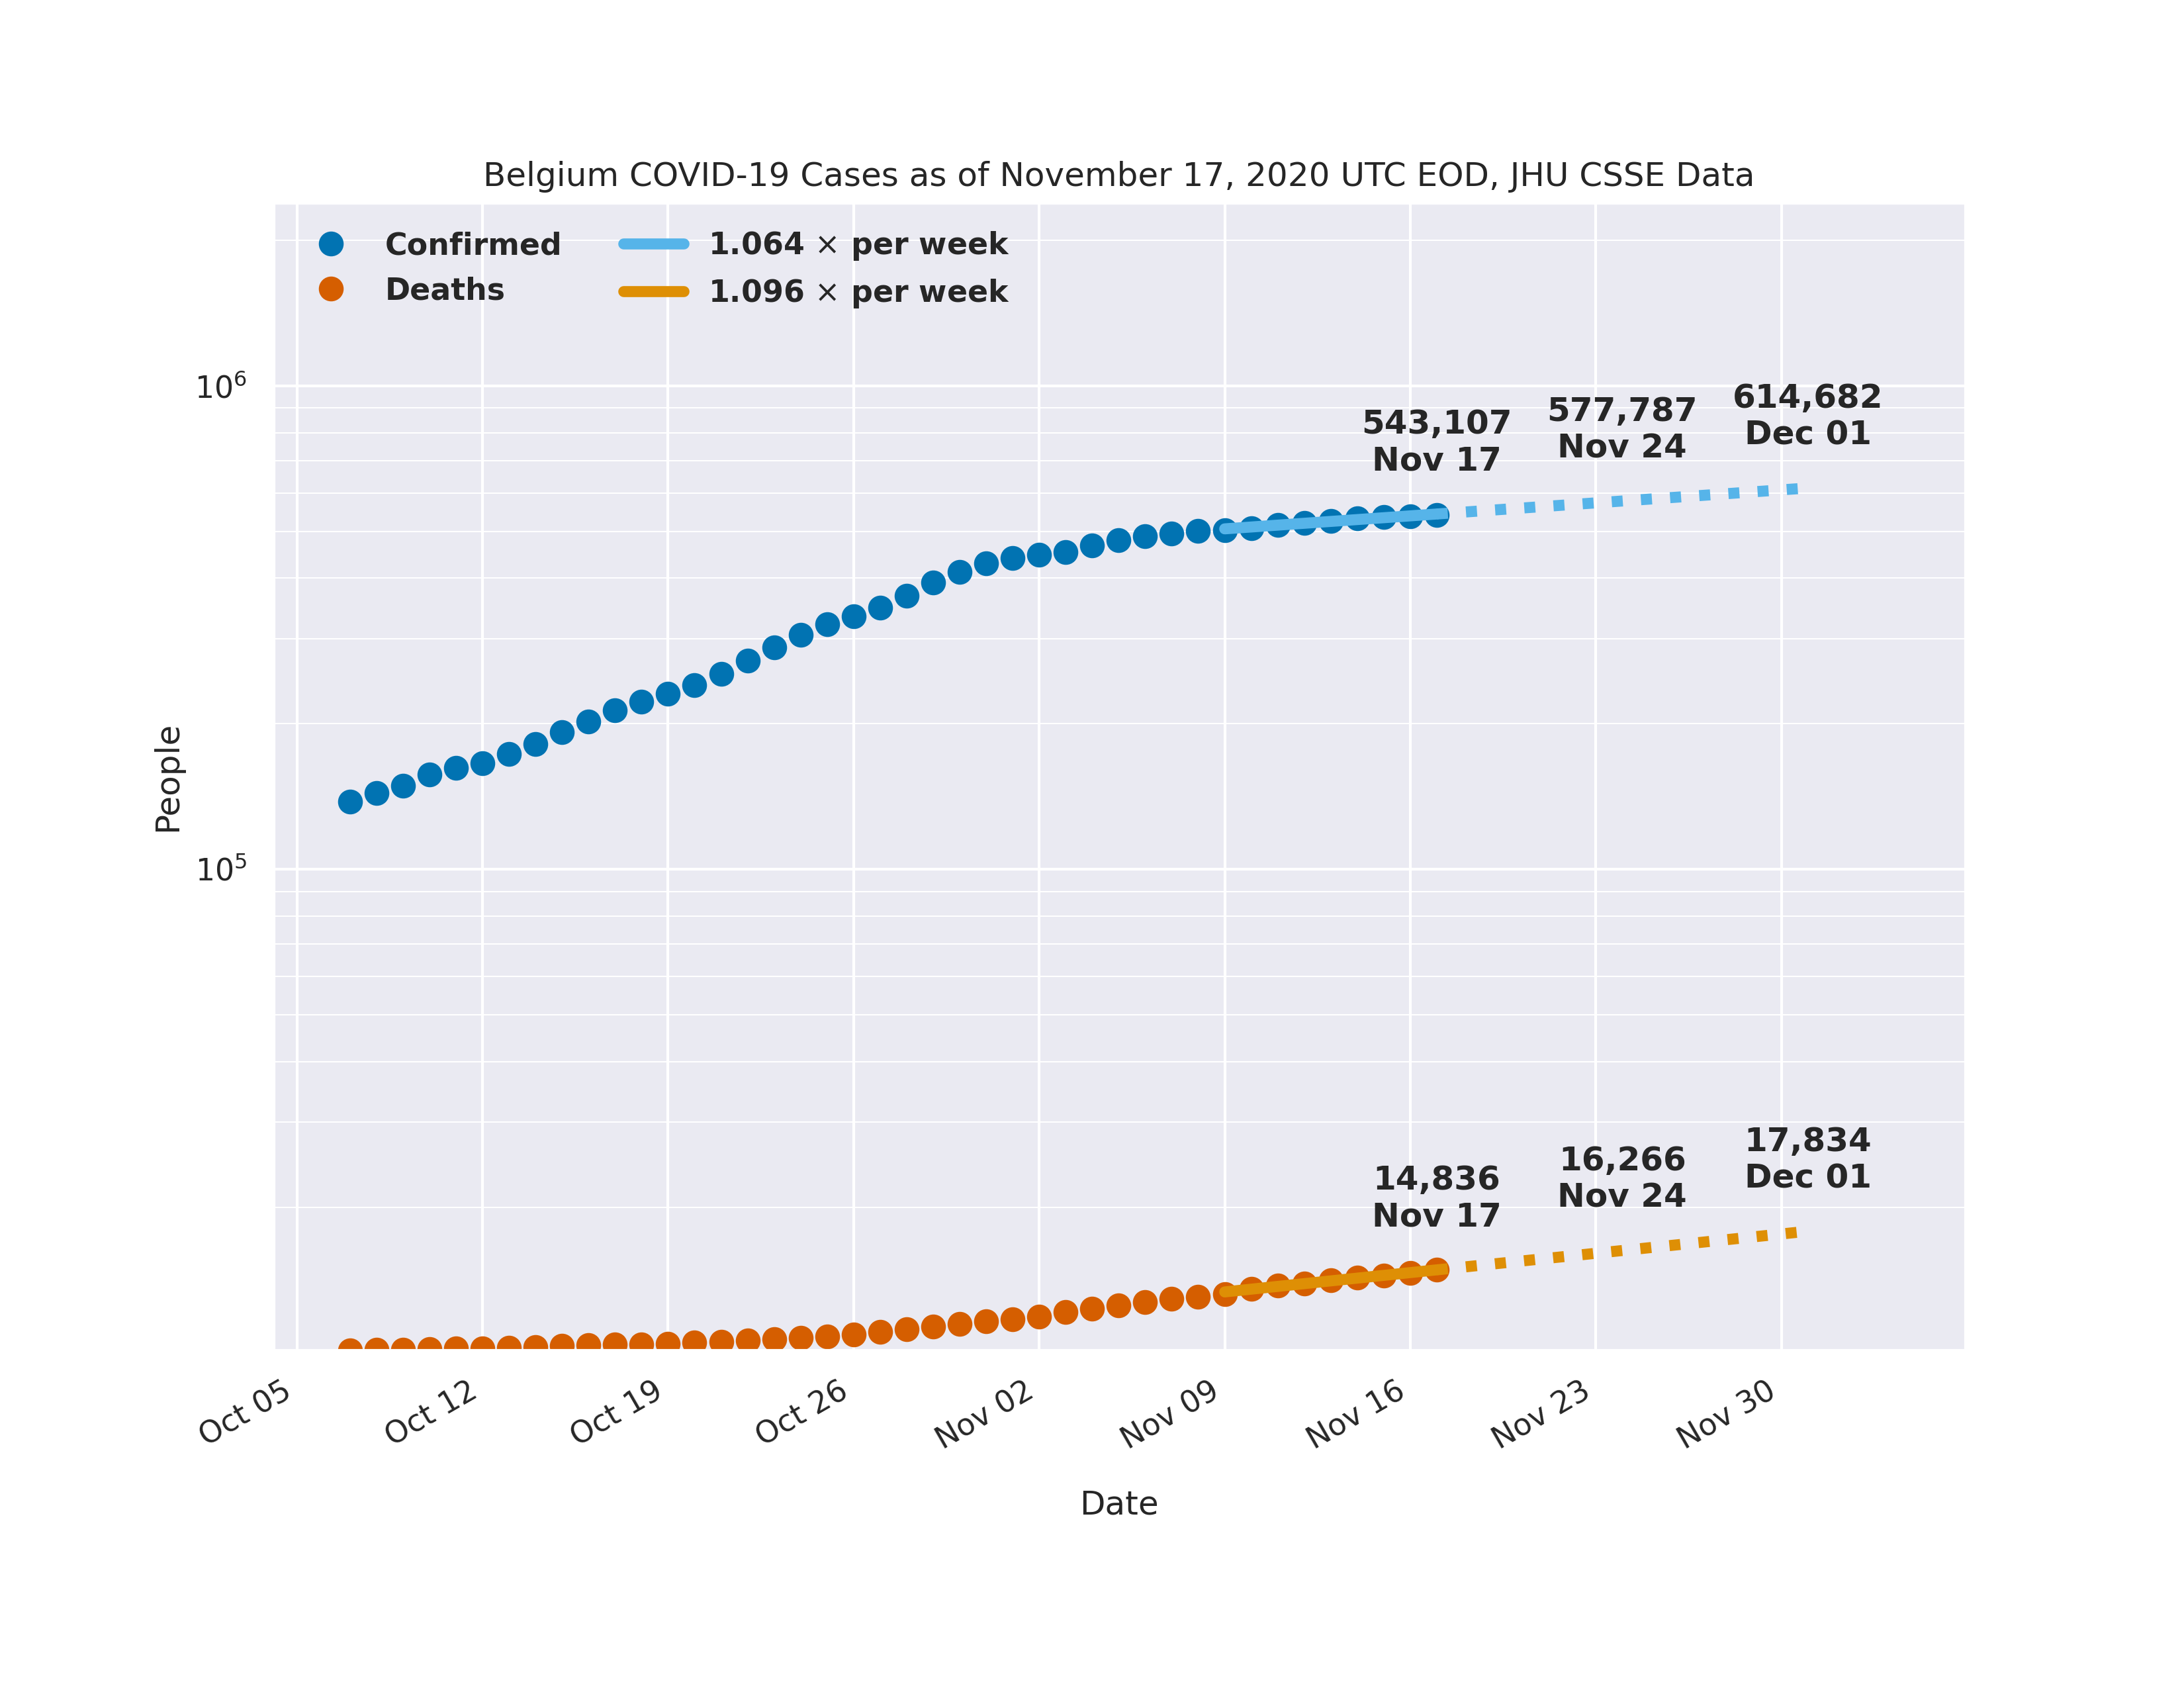 Belgium COVID-19 Cases as of November 17, 2020 UTC EOD, JHU CSSE Data
Confirmed
Deaths
1.064 × per week
1.096 × per week
10⁶
10⁵
People
543,107
Nov 17
577,787
Nov 24
614,682
Dec 01
14,836
Nov 17
16,266
Nov 24
17,834
Dec 01
Oct 05
Oct 12
Oct 19
Oct 26
Nov 02
Nov 09
Nov 16
Nov 23
Nov 30
Date